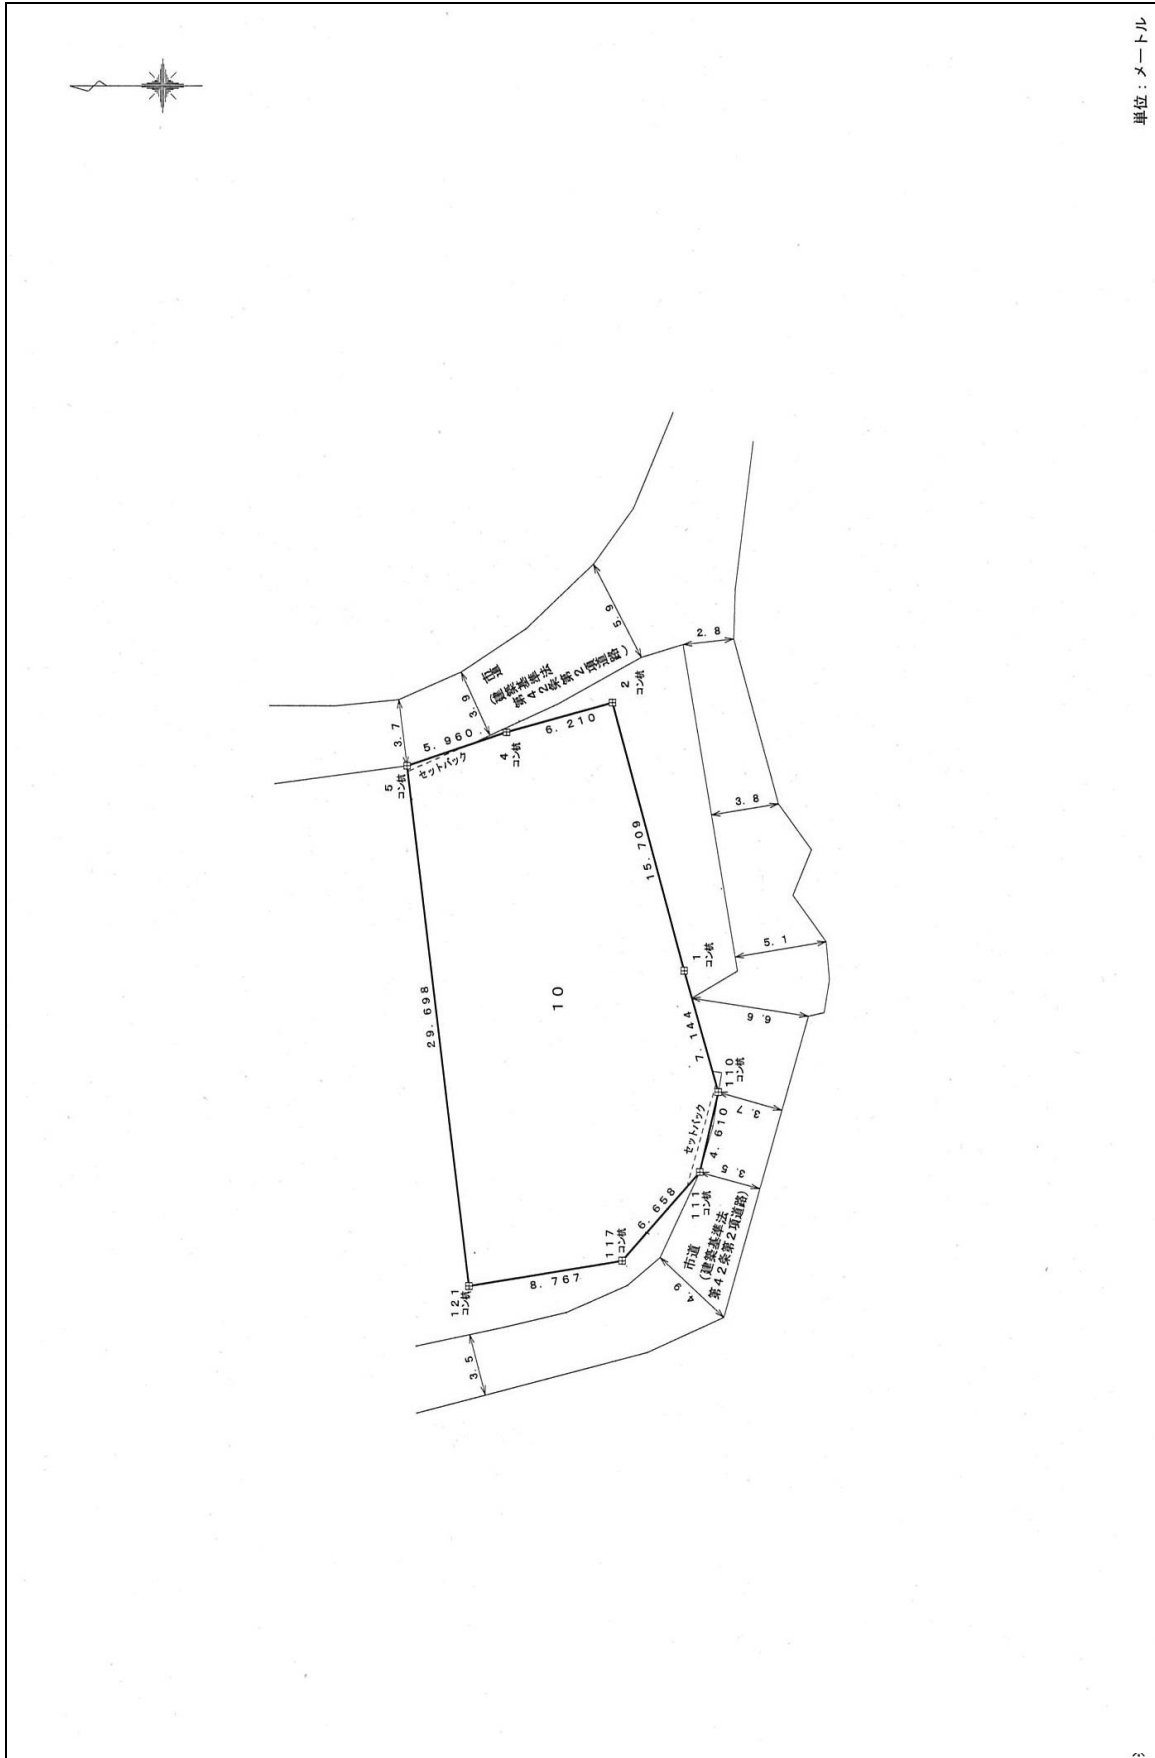 単位：メートル
3.7
5.960
セットバック
5
コン杭
4
コン杭
3.9
市道
(建築基準法
第42条第2項道路)
5.9
6.210
2
コン杭
2.8
3.8
15.709
5.1
1
コン杭
29.698
10
6.6
7.144
110
コン杭
3.7
セットバック
4.610
3.5
111
コン杭
6.658
117
コン杭
市道
(建築基準法
第42条第2項道路)
4.9
8.767
121
コン杭
3.5